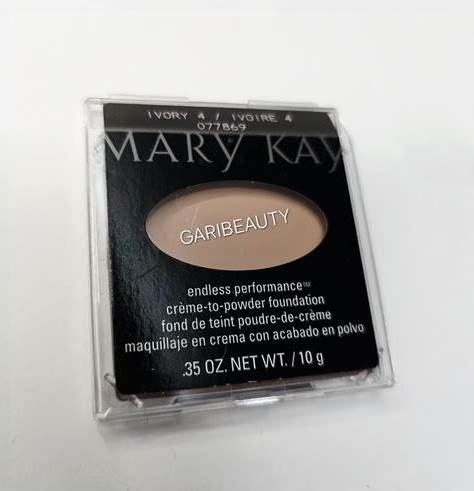 IVORY 4 / IVOIRE 4
077869
MARY KAY
GARIBEAUTY
endless performance™
crème-to-powder foundation
fond de teint poudre-de-crème
maquillaje en crema con acabado en polvo
.35 OZ. NET WT. / 10 g